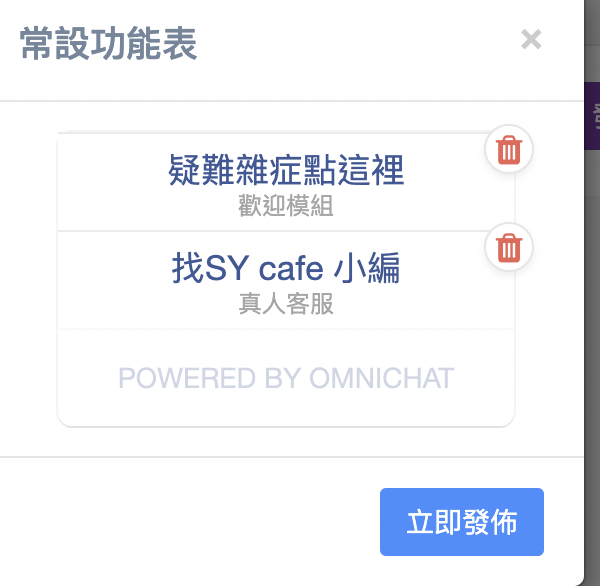 常設功能表
×
疑難雜症點這裡
歡迎模組
找SY cafe 小編
真人客服
POWERED BY OMNICHAT
立即發佈